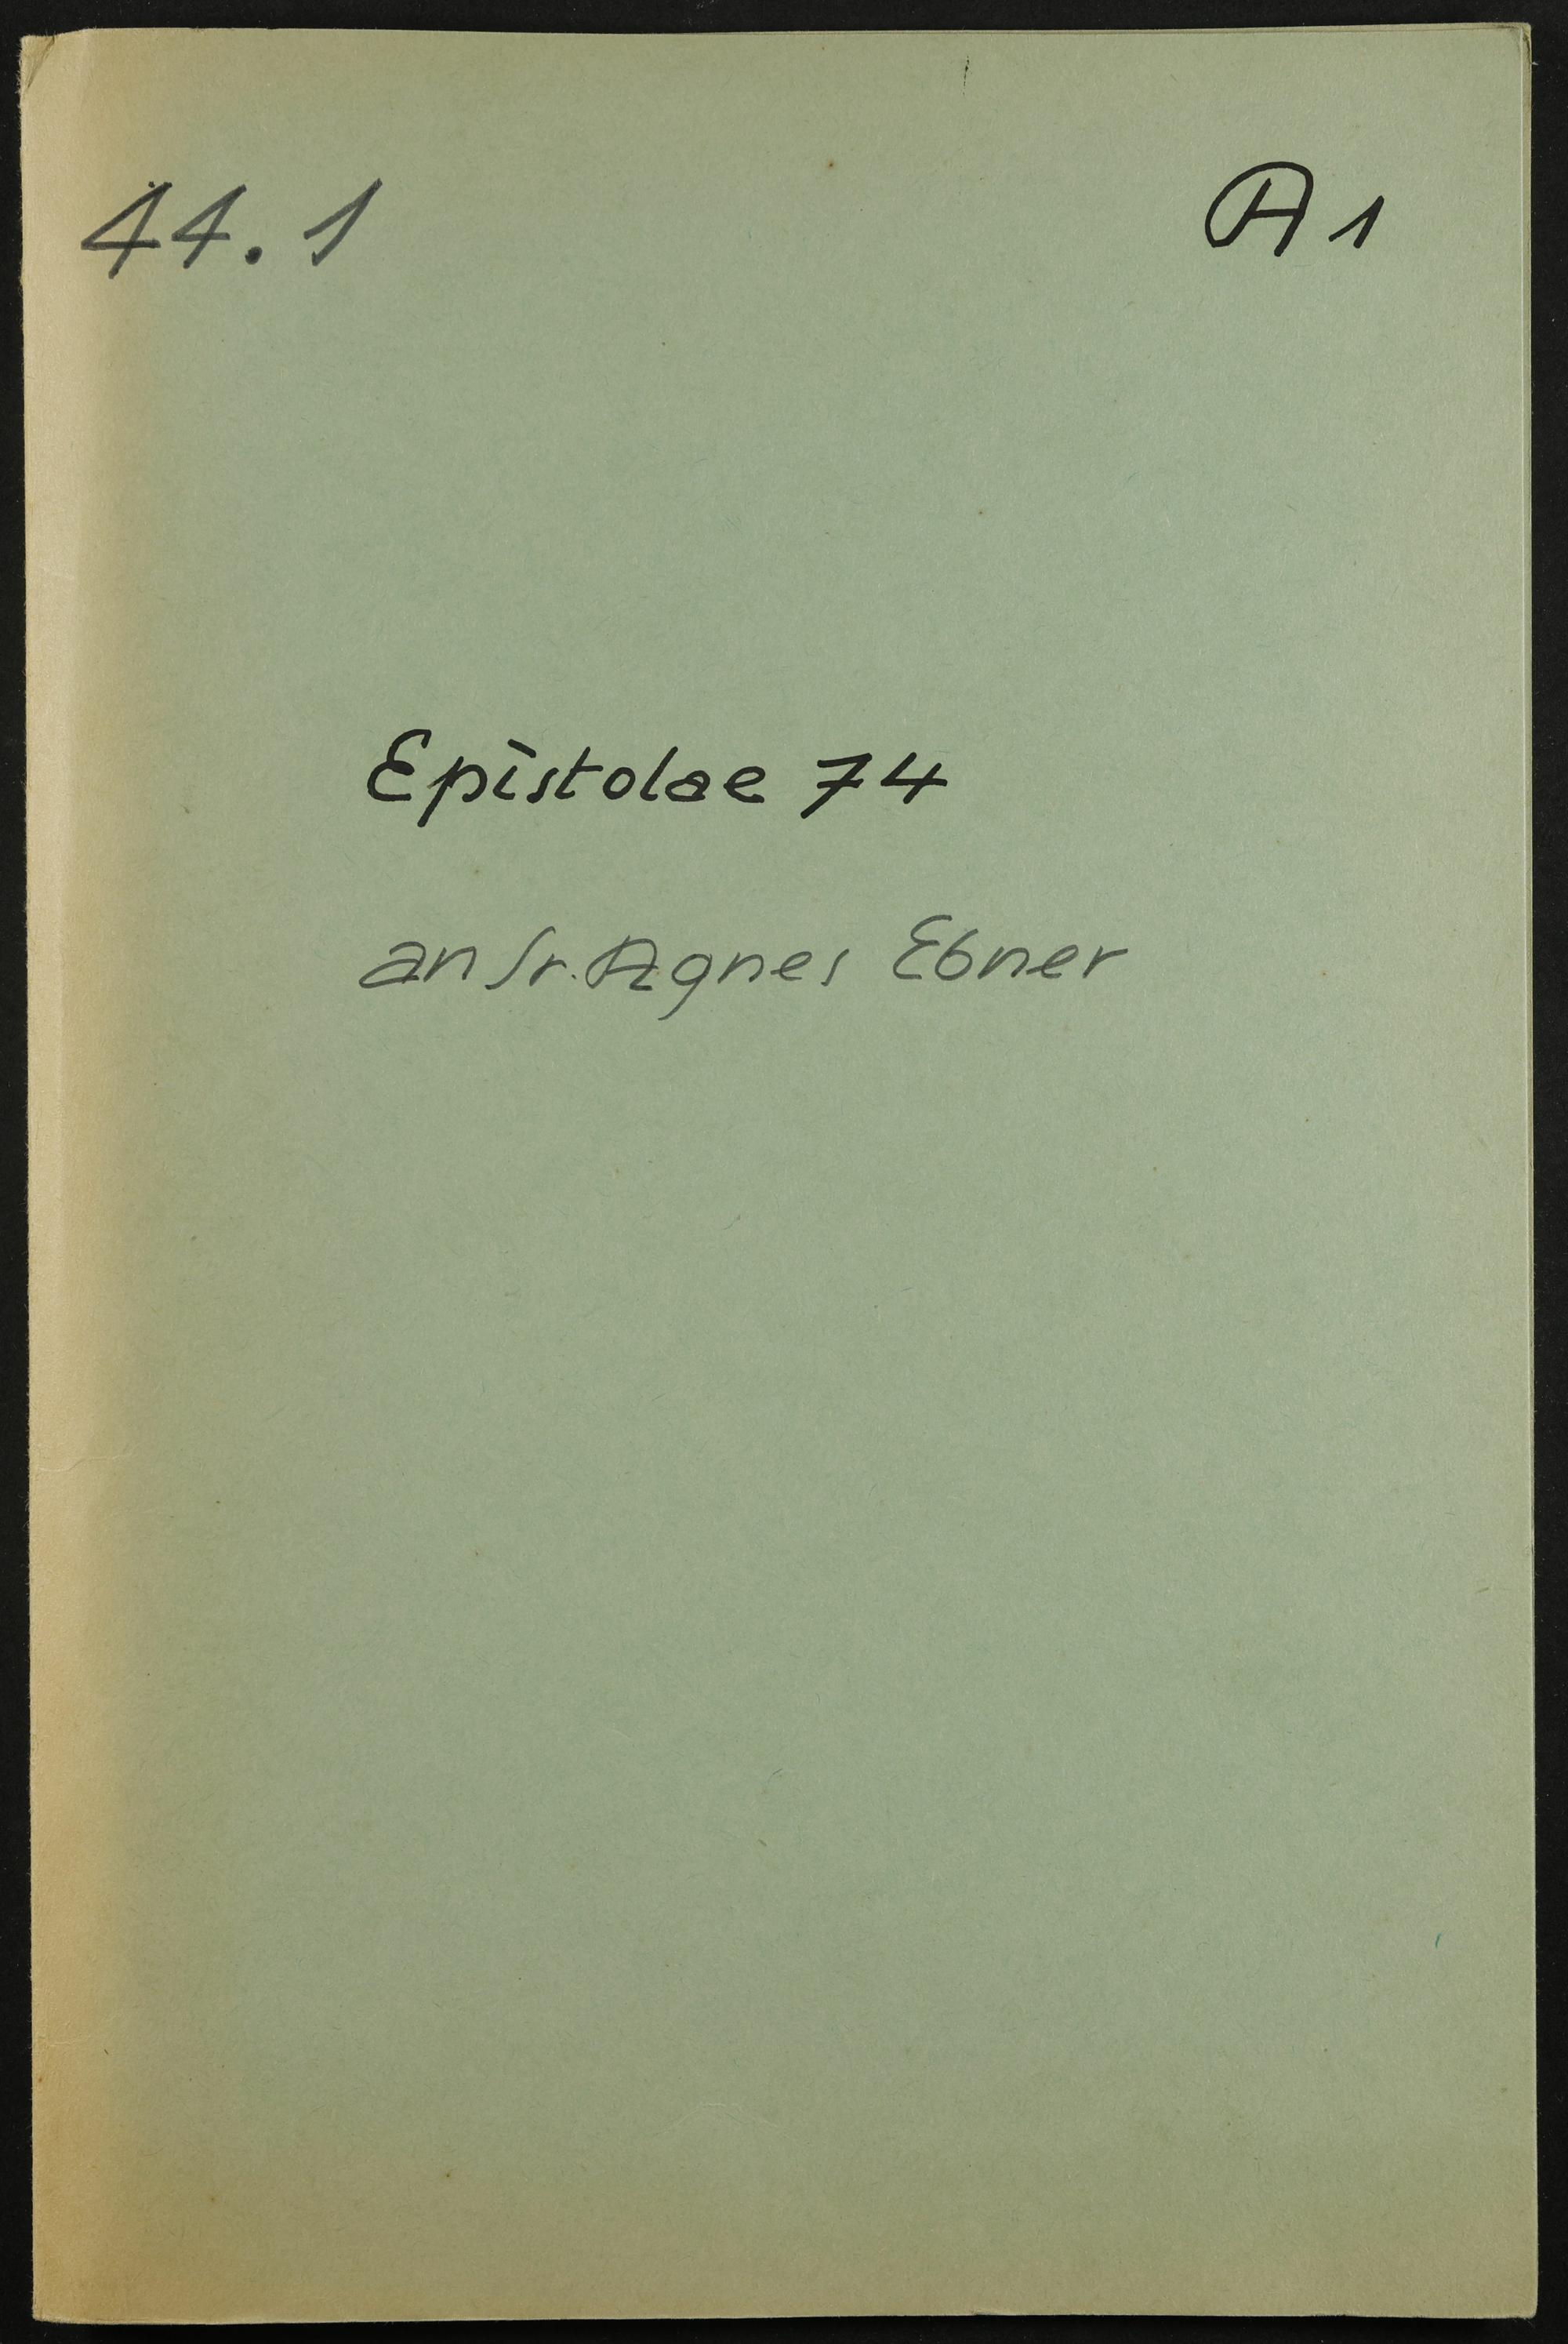 44.1 A1
Epistolae 74
an Sr. Agnes Ebner